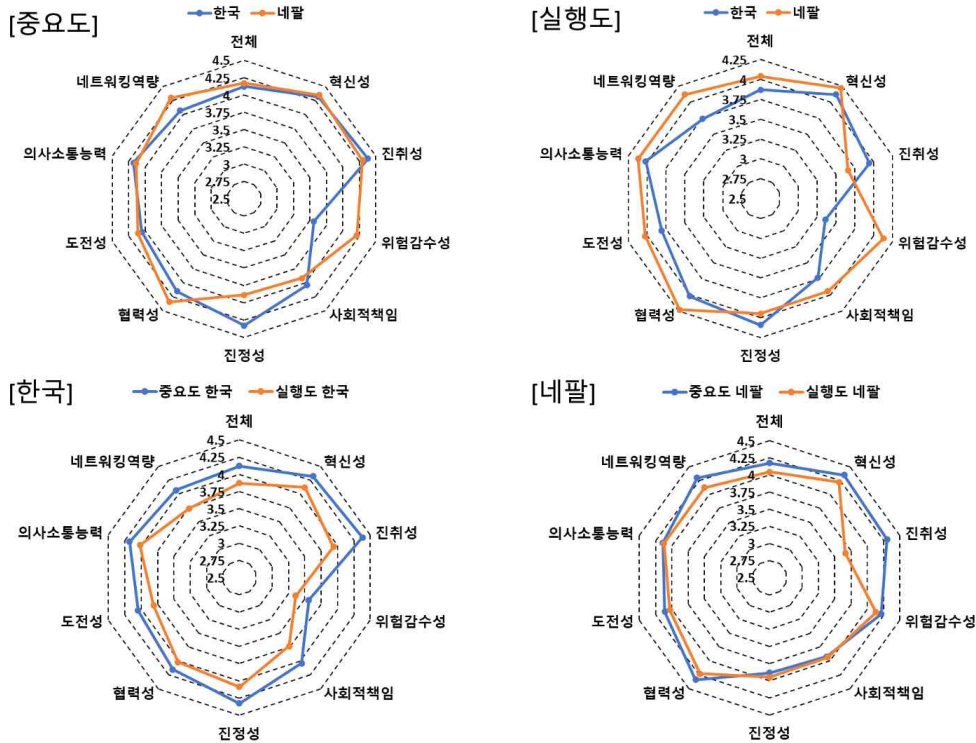 [중요도]
한국 네팔
전체
혁신성
진취성
위험감수성
사회적책임
진정성
협력성
도전성
의사소통능력
네트워킹역량
4.5
4.25
4
3.75
3.5
3.25
3
2.75
2.5
[실행도]
한국 네팔
전체
혁신성
진취성
위험감수성
사회적책임
진정성
협력성
도전성
의사소통능력
네트워킹역량
4.25
4
3.75
3.5
3.25
3
2.75
2.5
[한국]
중요도 한국 실행도 한국
전체
혁신성
진취성
위험감수성
사회적책임
진정성
협력성
도전성
의사소통능력
네트워킹역량
4.5
4.25
4
3.75
3.5
3.25
3
2.75
2.5
[네팔]
중요도 네팔 실행도 네팔
전체
혁신성
진취성
위험감수성
사회적책임
진정성
협력성
도전성
의사소통능력
네트워킹역량
4.5
4.25
4
3.75
3.5
3.25
3
2.75
2.5